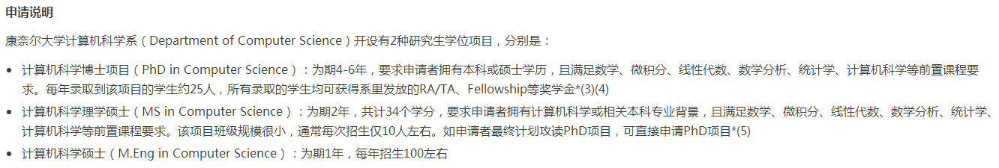 申请说明
康奈尔大学计算机科学系（Department of Computer Science）开设有2种研究生学位项目，分别是：
计算机科学博士项目（PhD in Computer Science）：为期4-6年，要求申请者拥有本科或硕士学历，且满足数学、微积分、线性代数、数学分析、统计学、计算机科学等前置课程要
求。每年录取到该项目的学生约25人，所有录取的学生均可获得系里发放的RA/TA、Fellowship等奖学金*(3)(4)
计算机科学理学硕士（MS in Computer Science）：为期2年，共计34个学分，要求申请者拥有计算机科学或相关本科专业背景，且满足数学、微积分、线性代数、数学分析、统计学、
计算机科学等前置课程要求。该项目班级规模很小，通常每次招生仅10人左右。如申请者最终计划攻读PhD项目，可直接申请PhD项目*(5)
计算机科学硕士（M.Eng in Computer Science）：为期1年，每年招生100左右